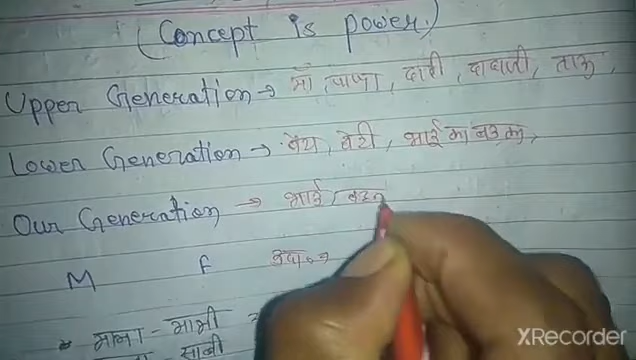 (Concept is power.)
Upper Generation → माँ, पापा, दादी, दादाजी, ताऊ,
Lower Generation → बेटा, बेटी, भाई का लड़का,
Our Generation → भाई, बहन
M F
* मामा - मामी =
XRecorder